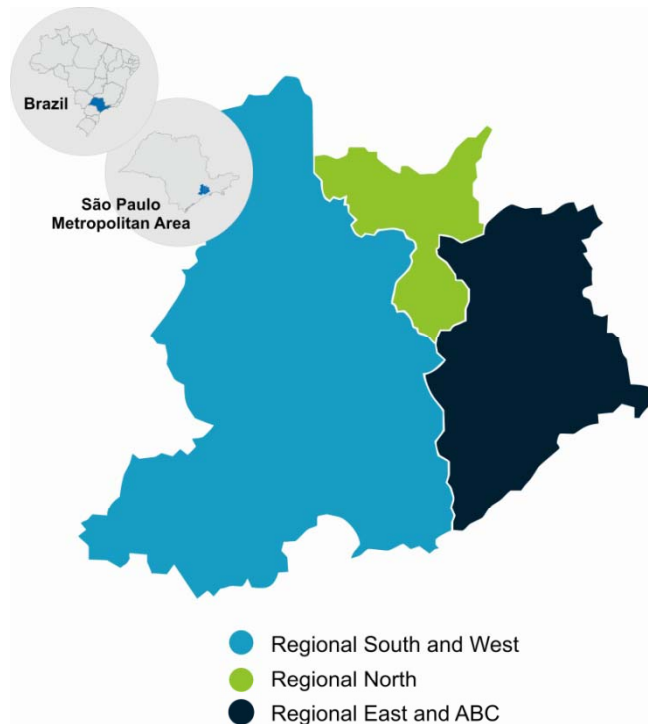 Brazil
São Paulo
Metropolitan Area
Regional South and West
Regional North
Regional East and ABC